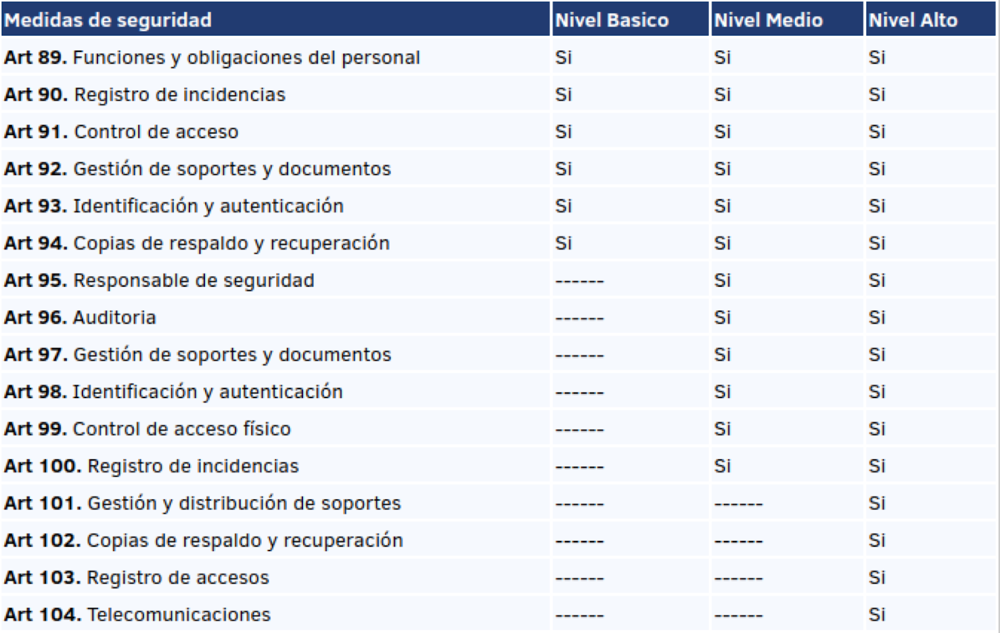 Medidas de seguridad Nivel Basico Nivel Medio Nivel Alto
Art 89. Funciones y obligaciones del personal Si Si Si
Art 90. Registro de incidencias Si Si Si
Art 91. Control de acceso Si Si Si
Art 92. Gestión de soportes y documentos Si Si Si
Art 93. Identificación y autenticación Si Si Si
Art 94. Copias de respaldo y recuperación Si Si Si
Art 95. Responsable de seguridad ------ Si Si
Art 96. Auditoria ------ Si Si
Art 97. Gestión de soportes y documentos ------ Si Si
Art 98. Identificación y autenticación ------ Si Si
Art 99. Control de acceso físico ------ Si Si
Art 100. Registro de incidencias ------ Si Si
Art 101. Gestión y distribución de soportes ------ ------ Si
Art 102. Copias de respaldo y recuperación ------ ------ Si
Art 103. Registro de accesos ------ ------ Si
Art 104. Telecomunicaciones ------ ------ Si